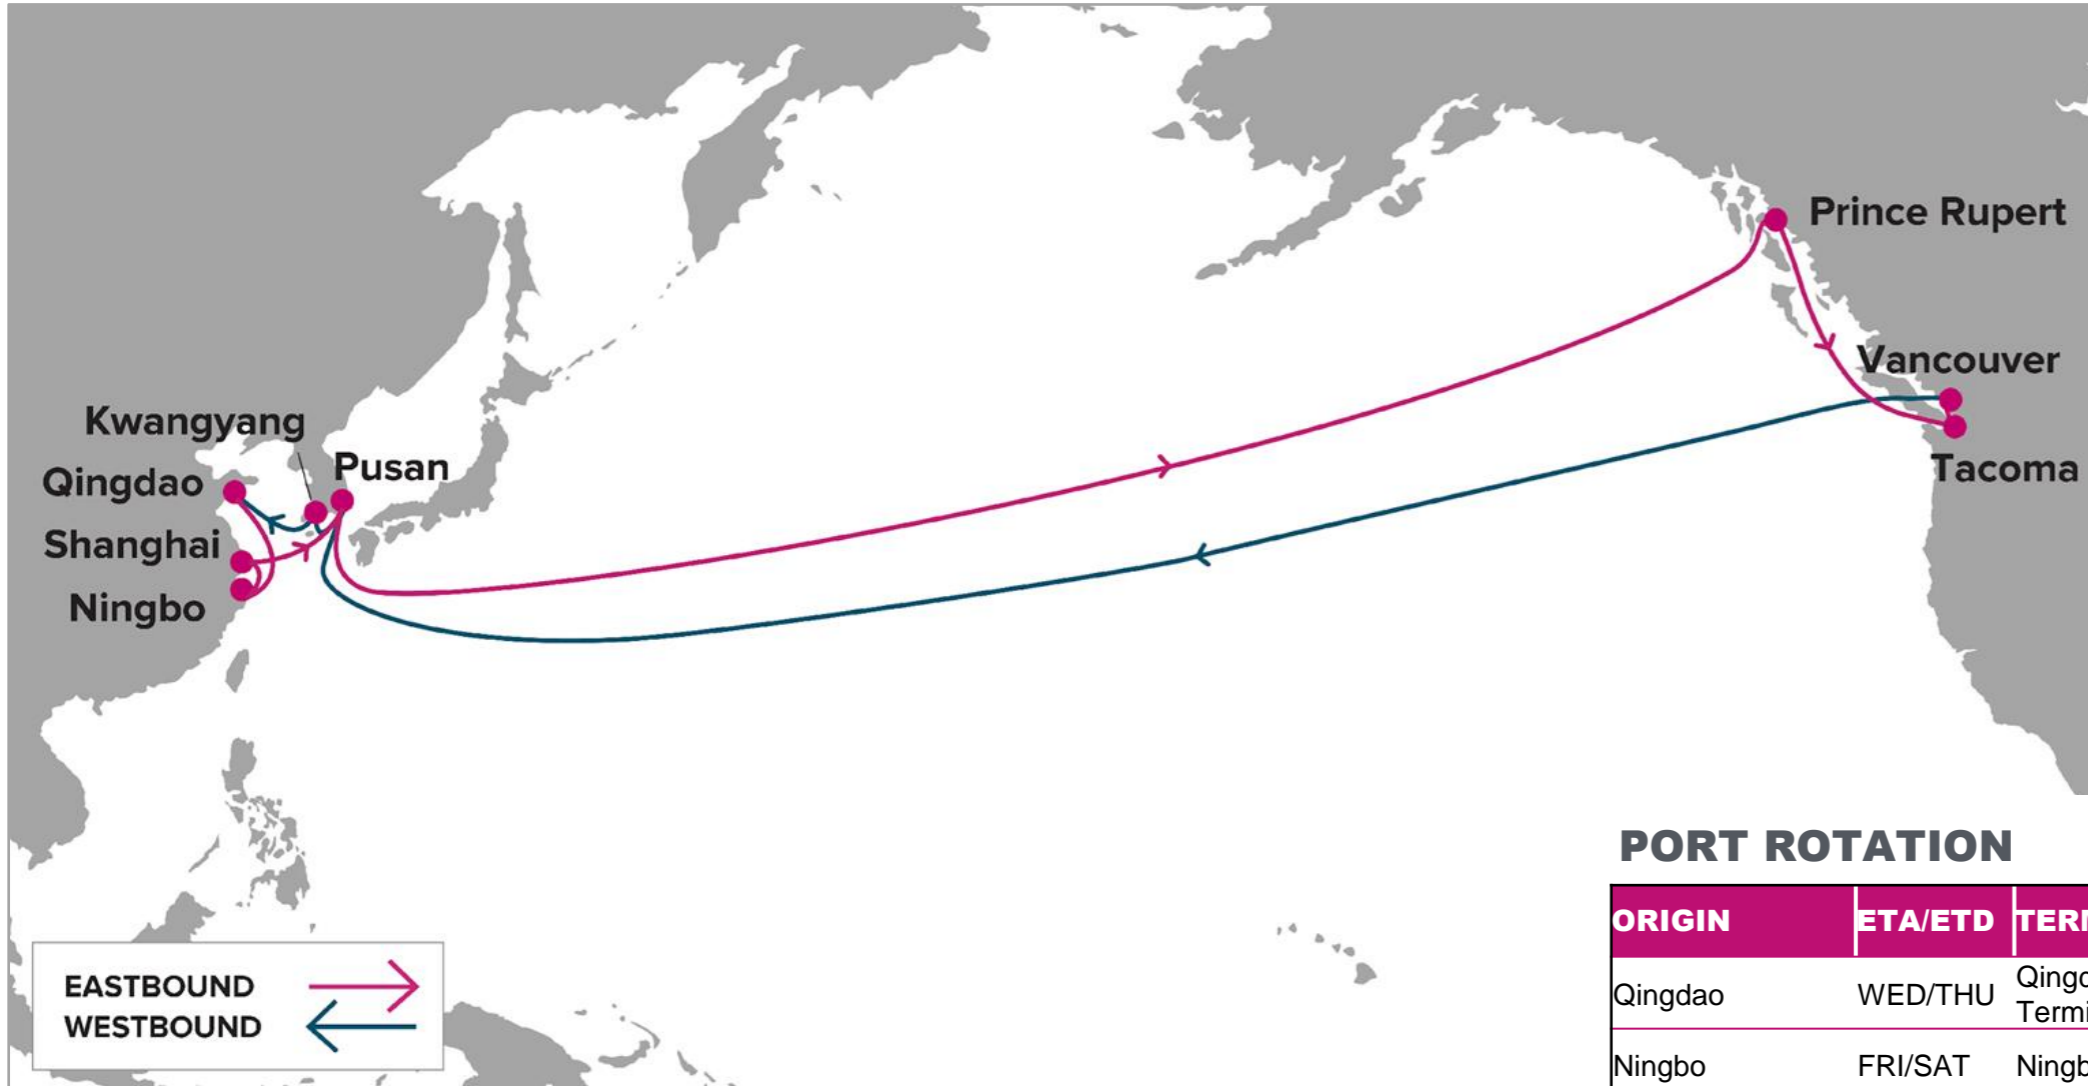 Prince Rupert
Vancouver
Kwangyang
Pusan
Qingdao
Tacoma
Shanghai
Ningbo
PORT ROTATION
ORIGIN ETA/ETD
Qingdao WED/THU
Ningbo FRI/SAT
EASTBOUND
WESTBOUND